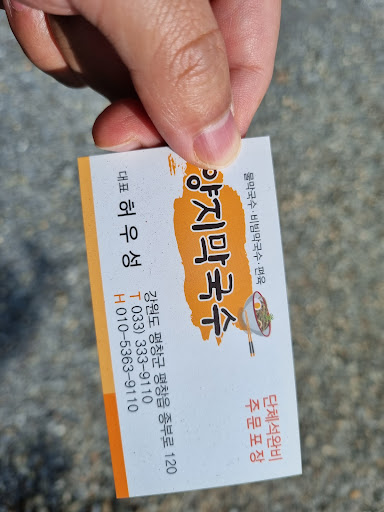 물막국수·비빔막국수·편육
양지막국수
단체석완비
주문포장
대표 허우성
강원도 평창군 평창읍 종부로 120
T 033) 333-9110
H 010-5363-9110